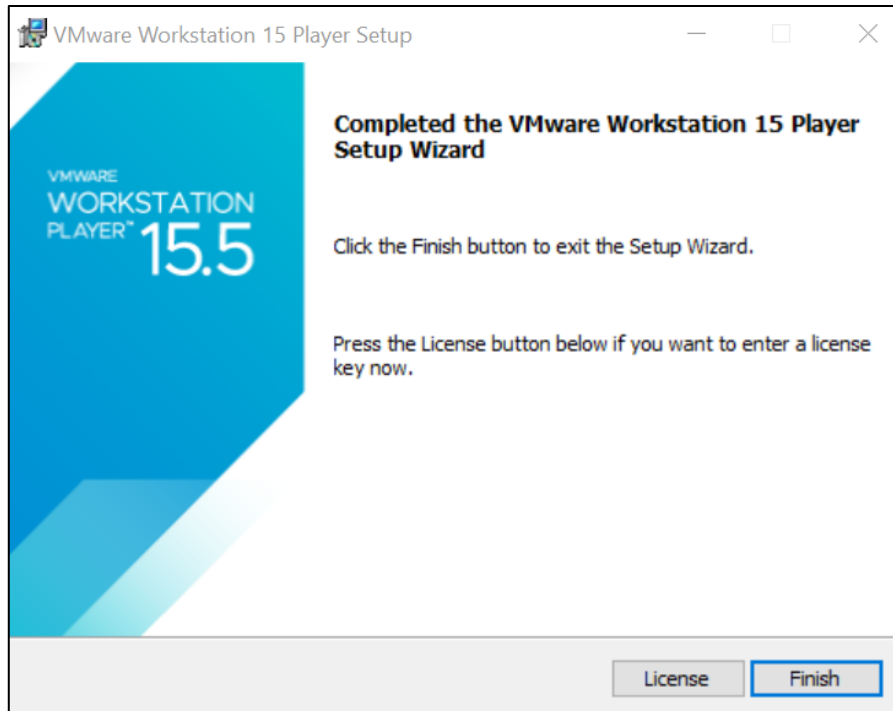 VMware Workstation 15 Player Setup
VMWARE
WORKSTATION
PLAYER™ 15.5
Completed the VMware Workstation 15 Player
Setup Wizard
Click the Finish button to exit the Setup Wizard.
Press the License button below if you want to enter a license
key now.
License
Finish